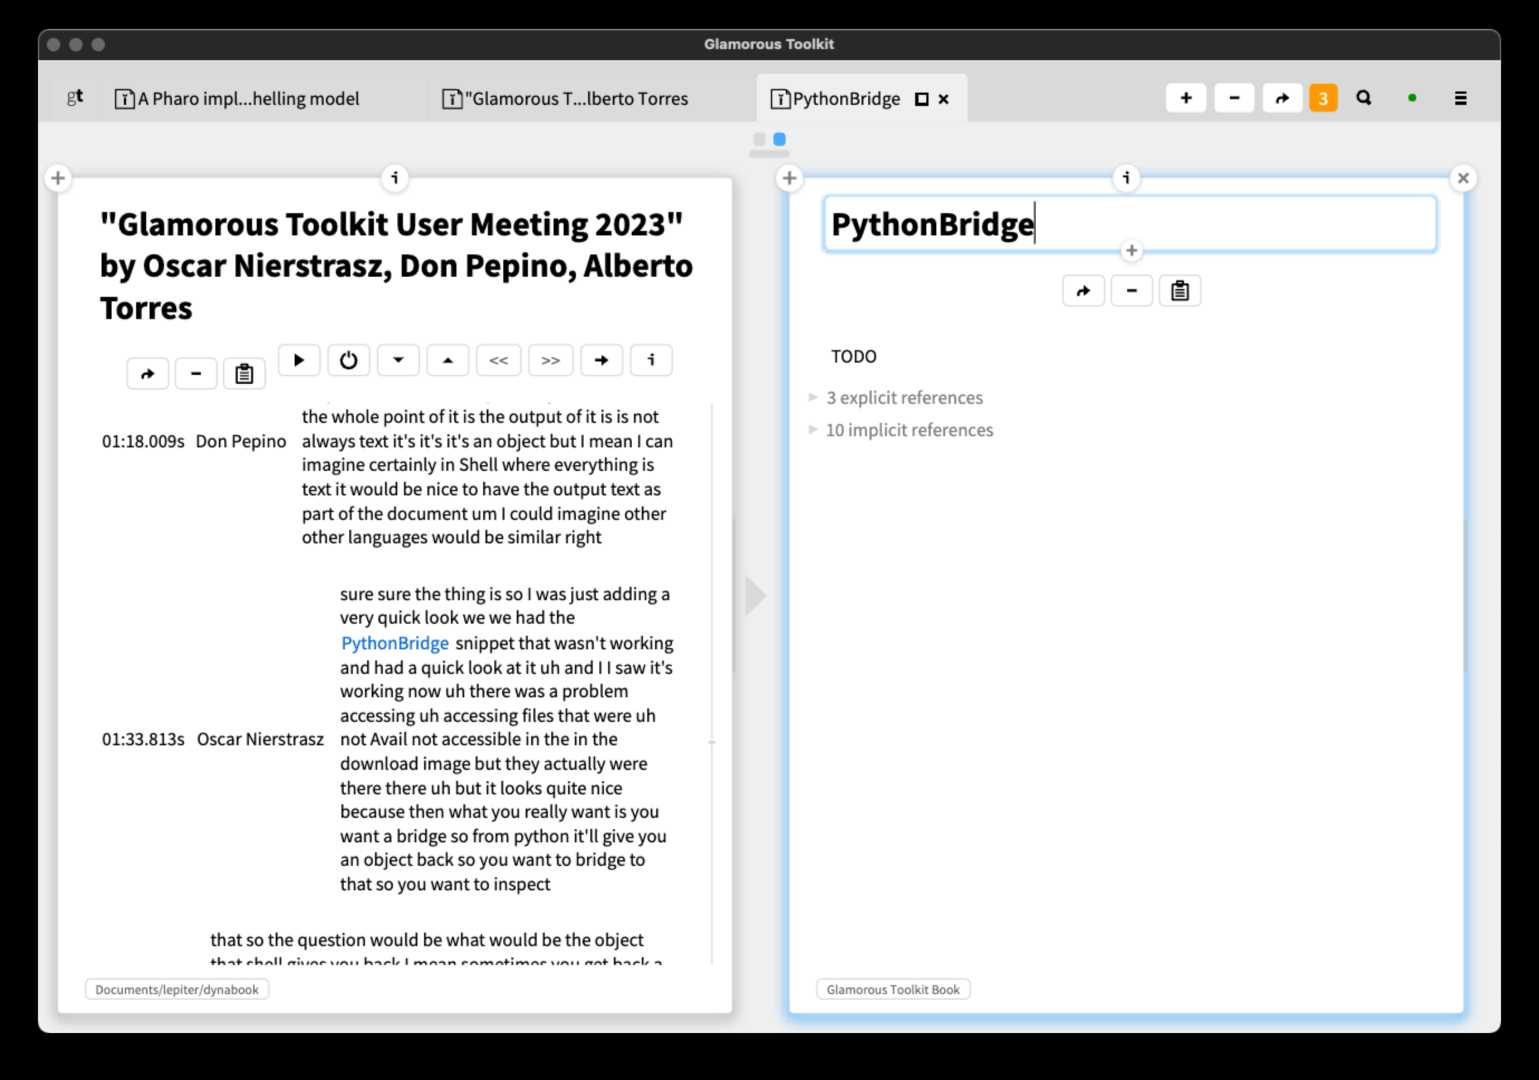 Glamorous Toolkit
gt
A Pharo impl...helling model
"Glamorous T...lberto Torres
PythonBridge
3
"Glamorous Toolkit User Meeting 2023"
by Oscar Nierstrasz, Don Pepino, Alberto
Torres
<<
>>
i
the whole point of it is the output of it is is not
01:18.009s Don Pepino always text it's it's it's an object but I mean I can
imagine certainly in Shell where everything is
text it would be nice to have the output text as
part of the document um I could imagine other
other languages would be similar right
sure sure the thing is so I was just adding a
very quick look we we had the
PythonBridge snippet that wasn't working
and had a quick look at it uh and I I saw it's
working now uh there was a problem
accessing uh accessing files that were uh
01:33.813s Oscar Nierstrasz not Avail not accessible in the in the
download image but they actually were
there there uh but it looks quite nice
because then what you really want is you
want a bridge so from python it'll give you
an object back so you want to bridge to
that so you want to inspect
that so the question would be what would be the object
that shell gives you back I mean sometimes you get back a
Documents/lepiter/dynabook
PythonBridge
TODO
3 explicit references
10 implicit references
Glamorous Toolkit Book